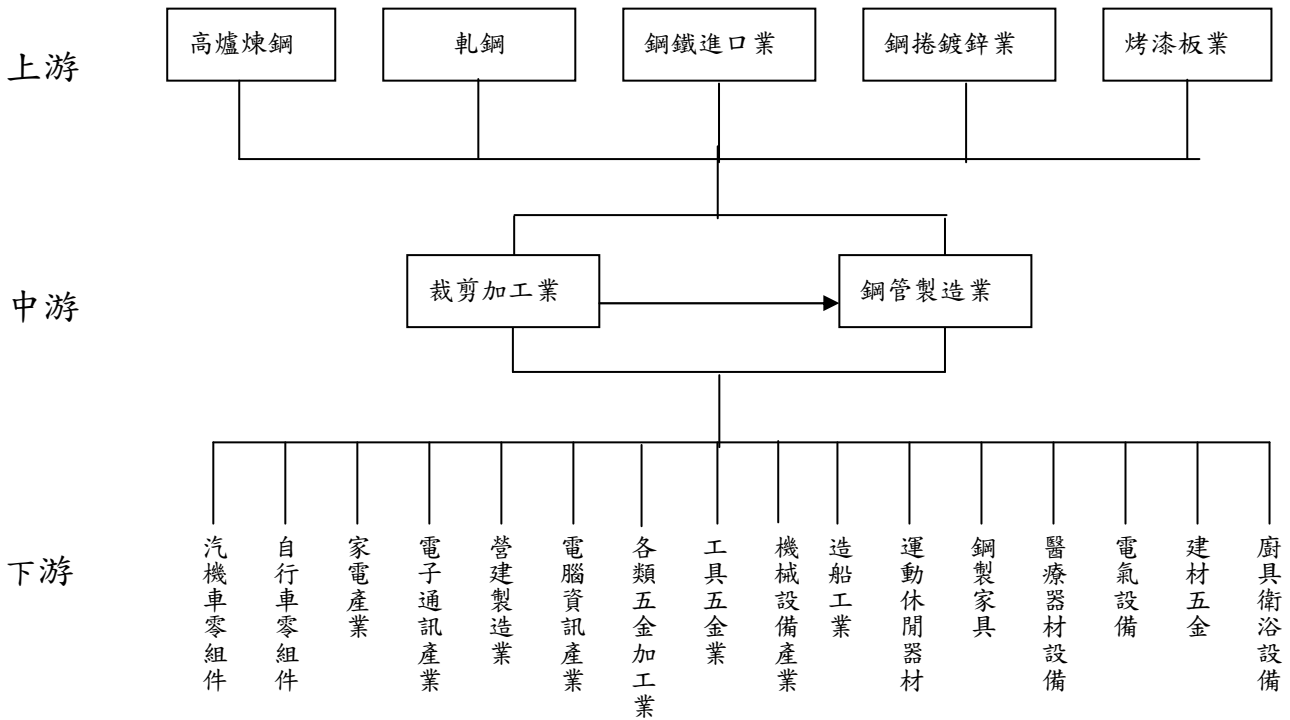 高爐煉鋼
軋鋼
鋼鐵進口業
鋼捲鍍鋅業
烤漆板業
上游
裁剪加工業
鋼管製造業
中游
下游
汽機車零組件
自行車零組件
家電產業
電子通訊產業
營建製造業
電腦資訊產業
各類五金加工業
工具五金業
機械設備產業
造船工業
運動休閒器材
鋼製家具
醫療器材設備
電氣設備
建材五金
廚具衛浴設備